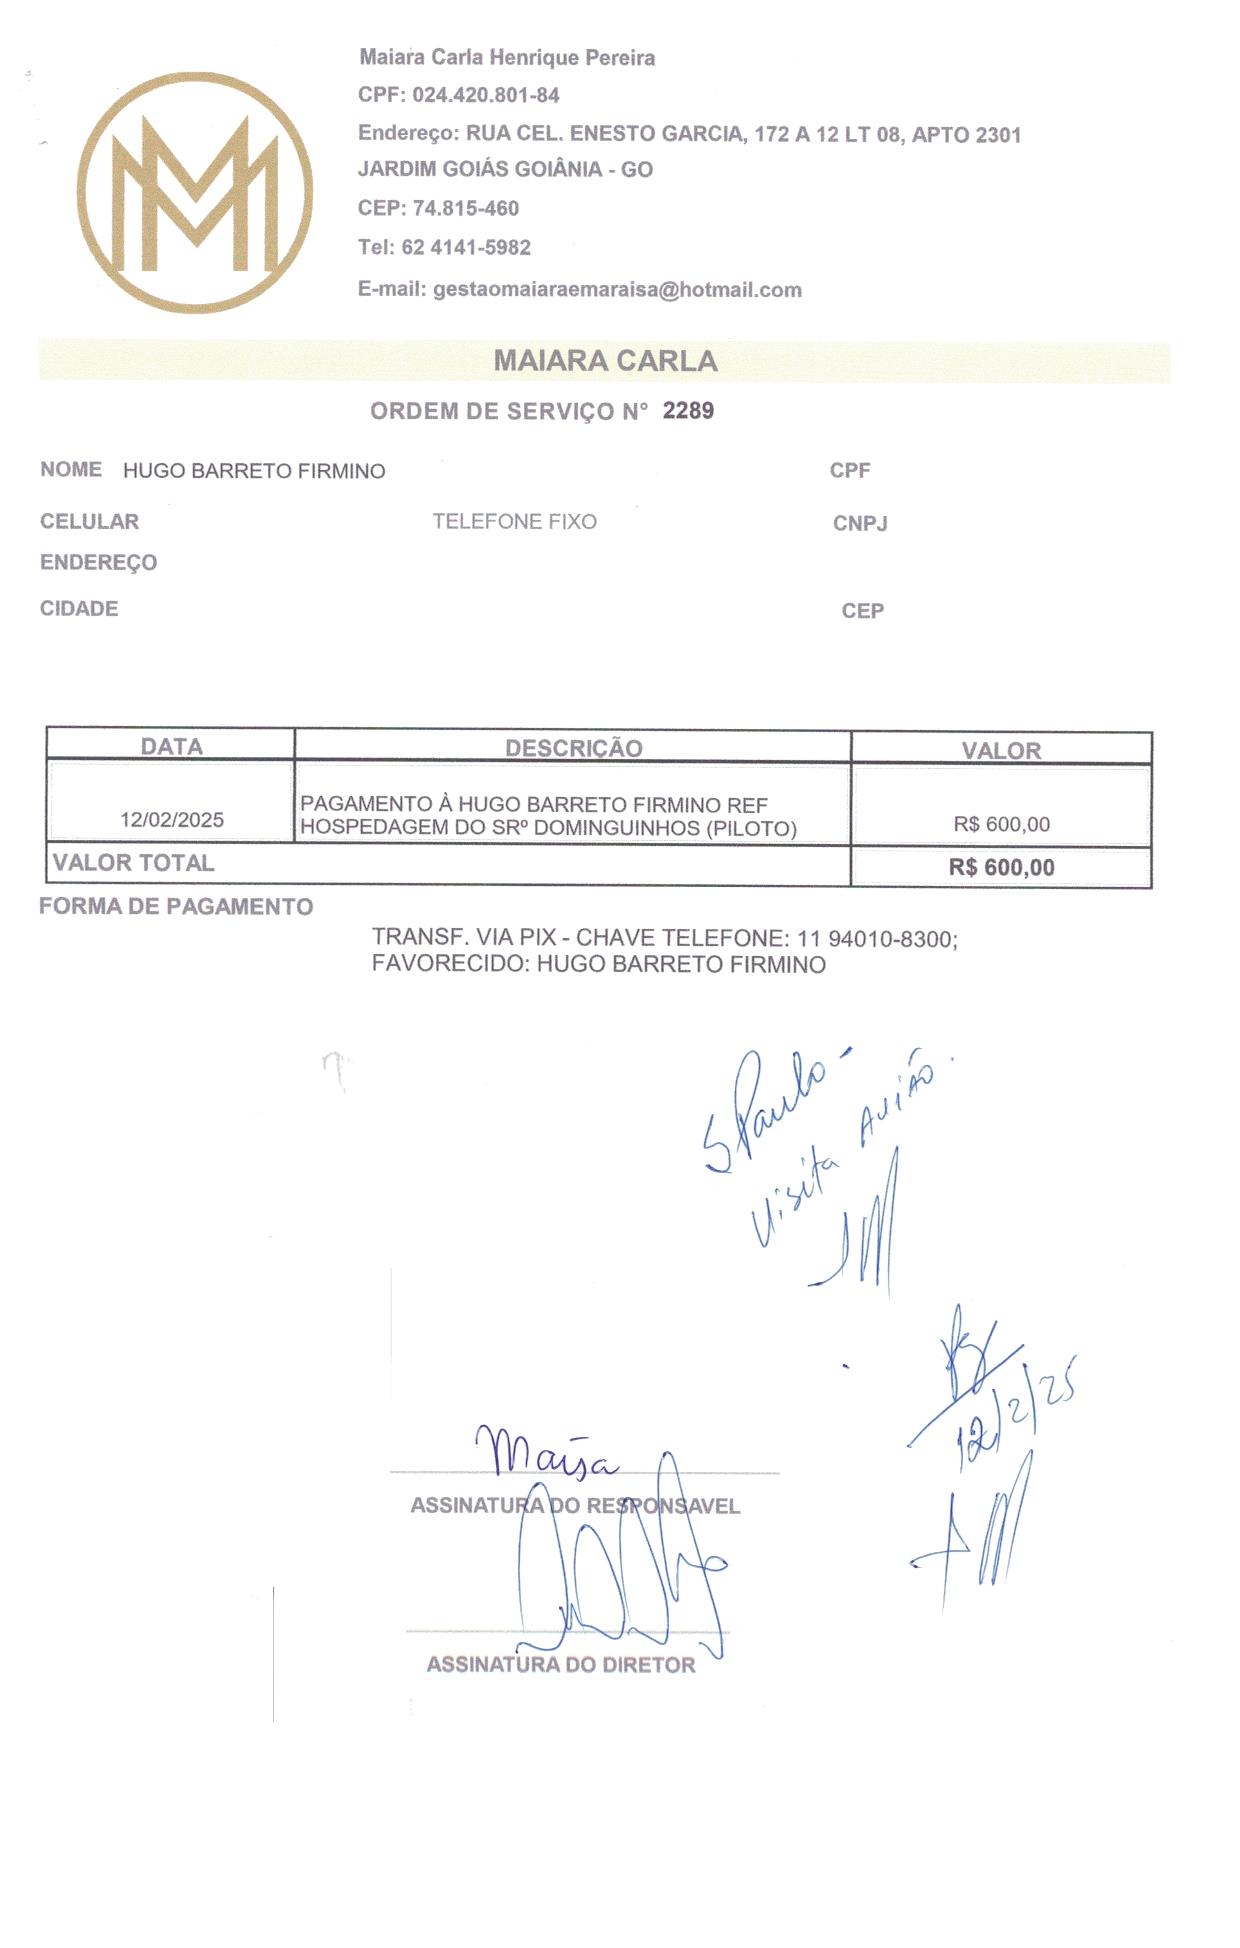 Maiara Carla Henrique Pereira
CPF: 024.420.801-84
Endereço: RUA CEL. ENESTO GARCIA, 172 A 12 LT 08, APTO 2301
JARDIM GOIÁS GOIÂNIA - GO
CEP: 74.815-460
Tel: 62 4141-5982
E-mail: gestaomaiaraemaraisa@hotmail.com
MAIARA CARLA
ORDEM DE SERVIÇO N° 2289
NOME HUGO BARRETO FIRMINO CPF
CELULAR TELEFONE FIXO CNPJ
ENDEREÇO
CIDADE CEP
DATA DESCRIÇÃO VALOR
12/02/2025 PAGAMENTO À HUGO BARRETO FIRMINO REF
HOSPEDAGEM DO SRº DOMINGUINHOS (PILOTO) R$ 600,00
VALOR TOTAL R$ 600,00
FORMA DE PAGAMENTO
TRANSF. VIA PIX - CHAVE TELEFONE: 11 94010-8300;
FAVORECIDO: HUGO BARRETO FIRMINO
S Paulo -
Visita AVIÃO
12/2/25
Maísa
ASSINATURA DO RESPONSAVEL
ASSINATURA DO DIRETOR